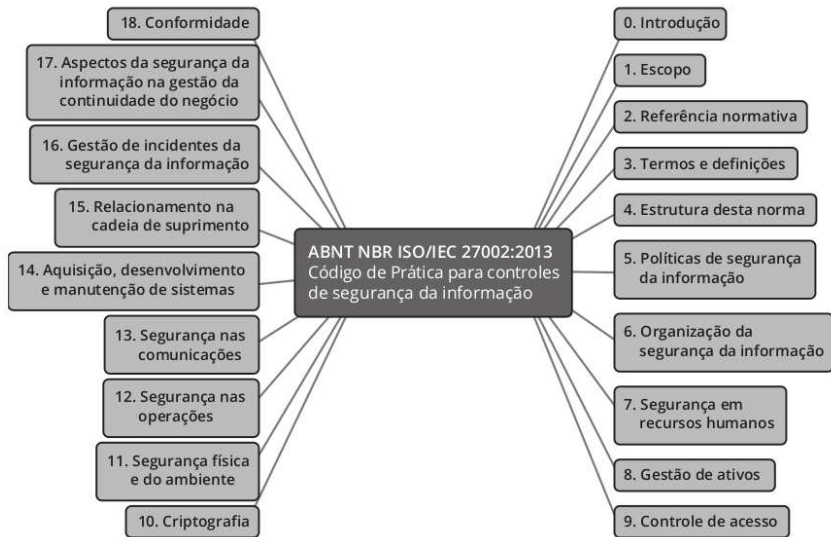 18. Conformidade
17. Aspectos da segurança da
informação na gestão da
continuidade do negócio
16. Gestão de incidentes da
segurança da informação
15. Relacionamento na
cadeia de suprimento
14. Aquisição, desenvolvimento
e manutenção de sistemas
13. Segurança nas
comunicações
12. Segurança nas
operações
11. Segurança física
e do ambiente
10. Criptografia
ABNT NBR ISO/IEC 27002:2013
Código de Prática para controles
de segurança da informação
0. Introdução
1. Escopo
2. Referência normativa
3. Termos e definições
4. Estrutura desta norma
5. Políticas de segurança
da informação
6. Organização da
segurança da informação
7. Segurança em
recursos humanos
8. Gestão de ativos
9. Controle de acesso